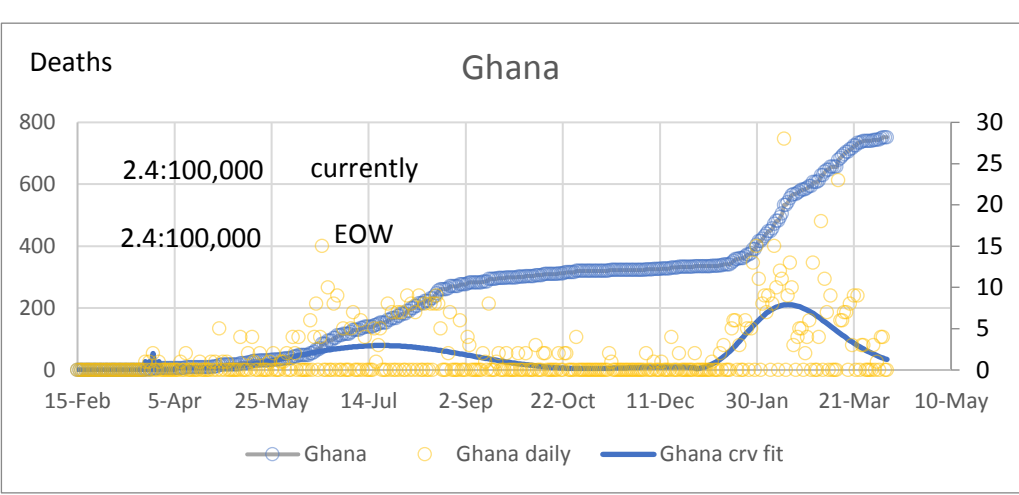 Deaths
Ghana
800 30
2.4:100,000 currently
25
600
20
2.4:100,000 EOW
400 15
10
200
5
0 0
15-Feb 5-Apr 25-May 14-Jul 2-Sep 22-Oct 11-Dec 30-Jan 21-Mar 10-May
Ghana Ghana daily Ghana crv fit